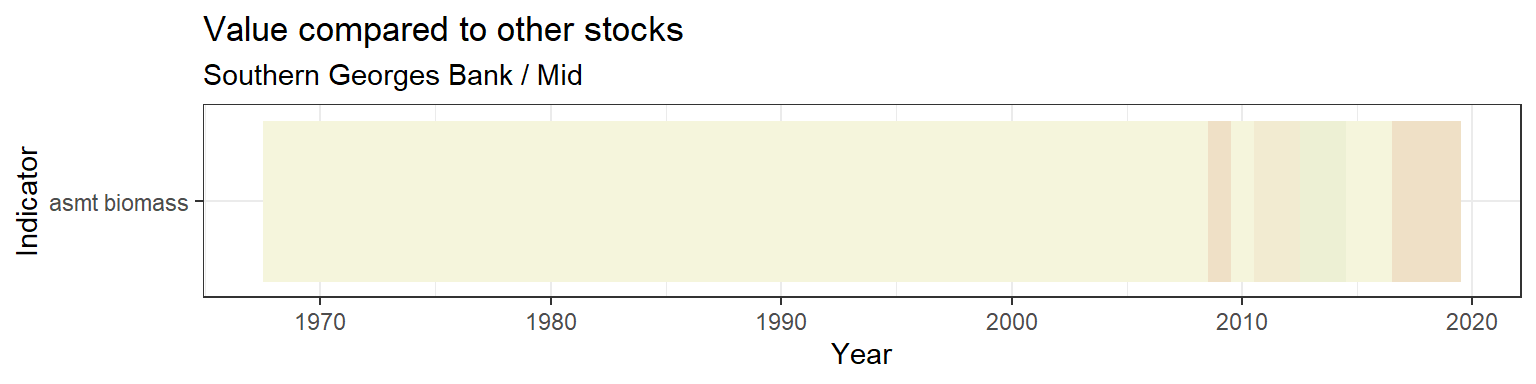 Value compared to other stocks
Southern Georges Bank / Mid
Indicator
asmt biomass
1970 1980 1990 2000 2010 2020
Year